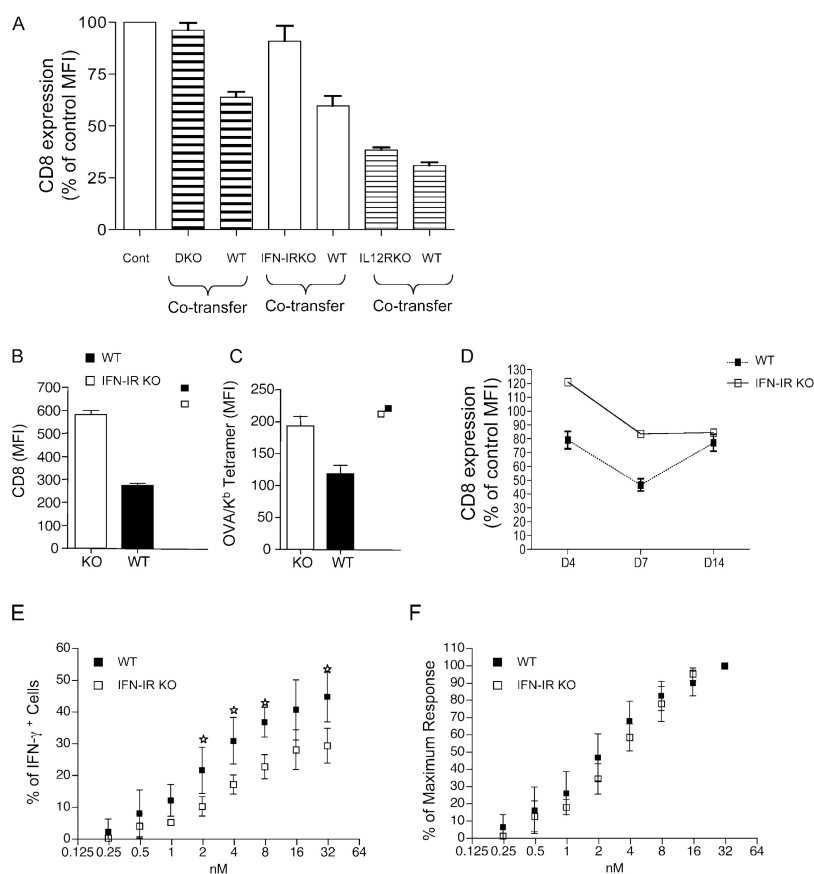 A
CD8 expression
(% of control MFI)
100
75
50
25
0
Cont DKO WT IFN-IRKO WT IL12RKO WT
Co-transfer Co-transfer Co-transfer
B
WT
IFN-IR KO
CD8 (MFI)
700
600
500
400
300
200
100
0
KO WT
C
OVA/Kb Tetramer (MFI)
250
200
150
100
50
0
KO WT
D
WT
IFN-IR KO
CD8 expression
(% of control MFI)
130
120
110
100
90
80
70
60
50
40
30
20
10
0
D4 D7 D14
E
WT
IFN-IR KO
% of IFN-γ + Cells
60
50
40
30
20
10
0
0.125 0.25 0.5 1 2 4 8 16 32 64
nM
F
WT
IFN-IR KO
% of Maximum Response
110
100
90
80
70
60
50
40
30
20
10
0
0.125 0.25 0.5 1 2 4 8 16 32 64
nM